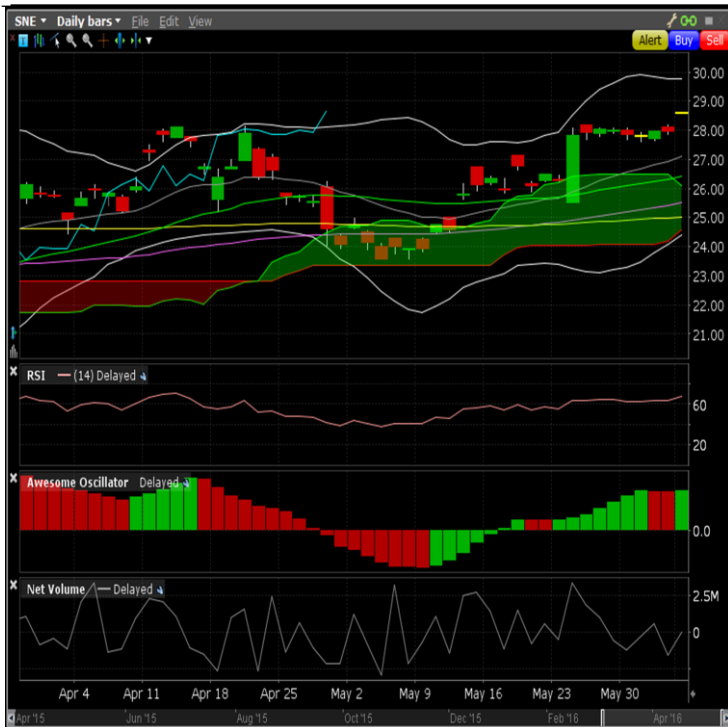 SNE Daily bars File Edit View
Alert Buy Sell
30.00
29.00
28.00
27.00
26.00
25.00
24.00
23.00
22.00
21.00
RSI (14) Delayed
60
20
Awesome Oscillator Delayed
0.0
Net Volume Delayed
2.5M
0
Apr 4 Apr 11 Apr 18 Apr 25 May 2 May 9 May 16 May 23 May 30
Apr '15 Jun '15 Aug '15 Oct '15 Dec '15 Feb '16 Apr '16